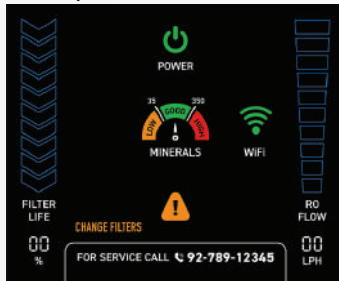 POWER
35 350
LOW GOOD HIGH
MINERALS
WiFi
FILTER
LIFE
00
%
CHANGE FILTERS
RO
FLOW
00
LPH
FOR SERVICE CALL 92-789-12345